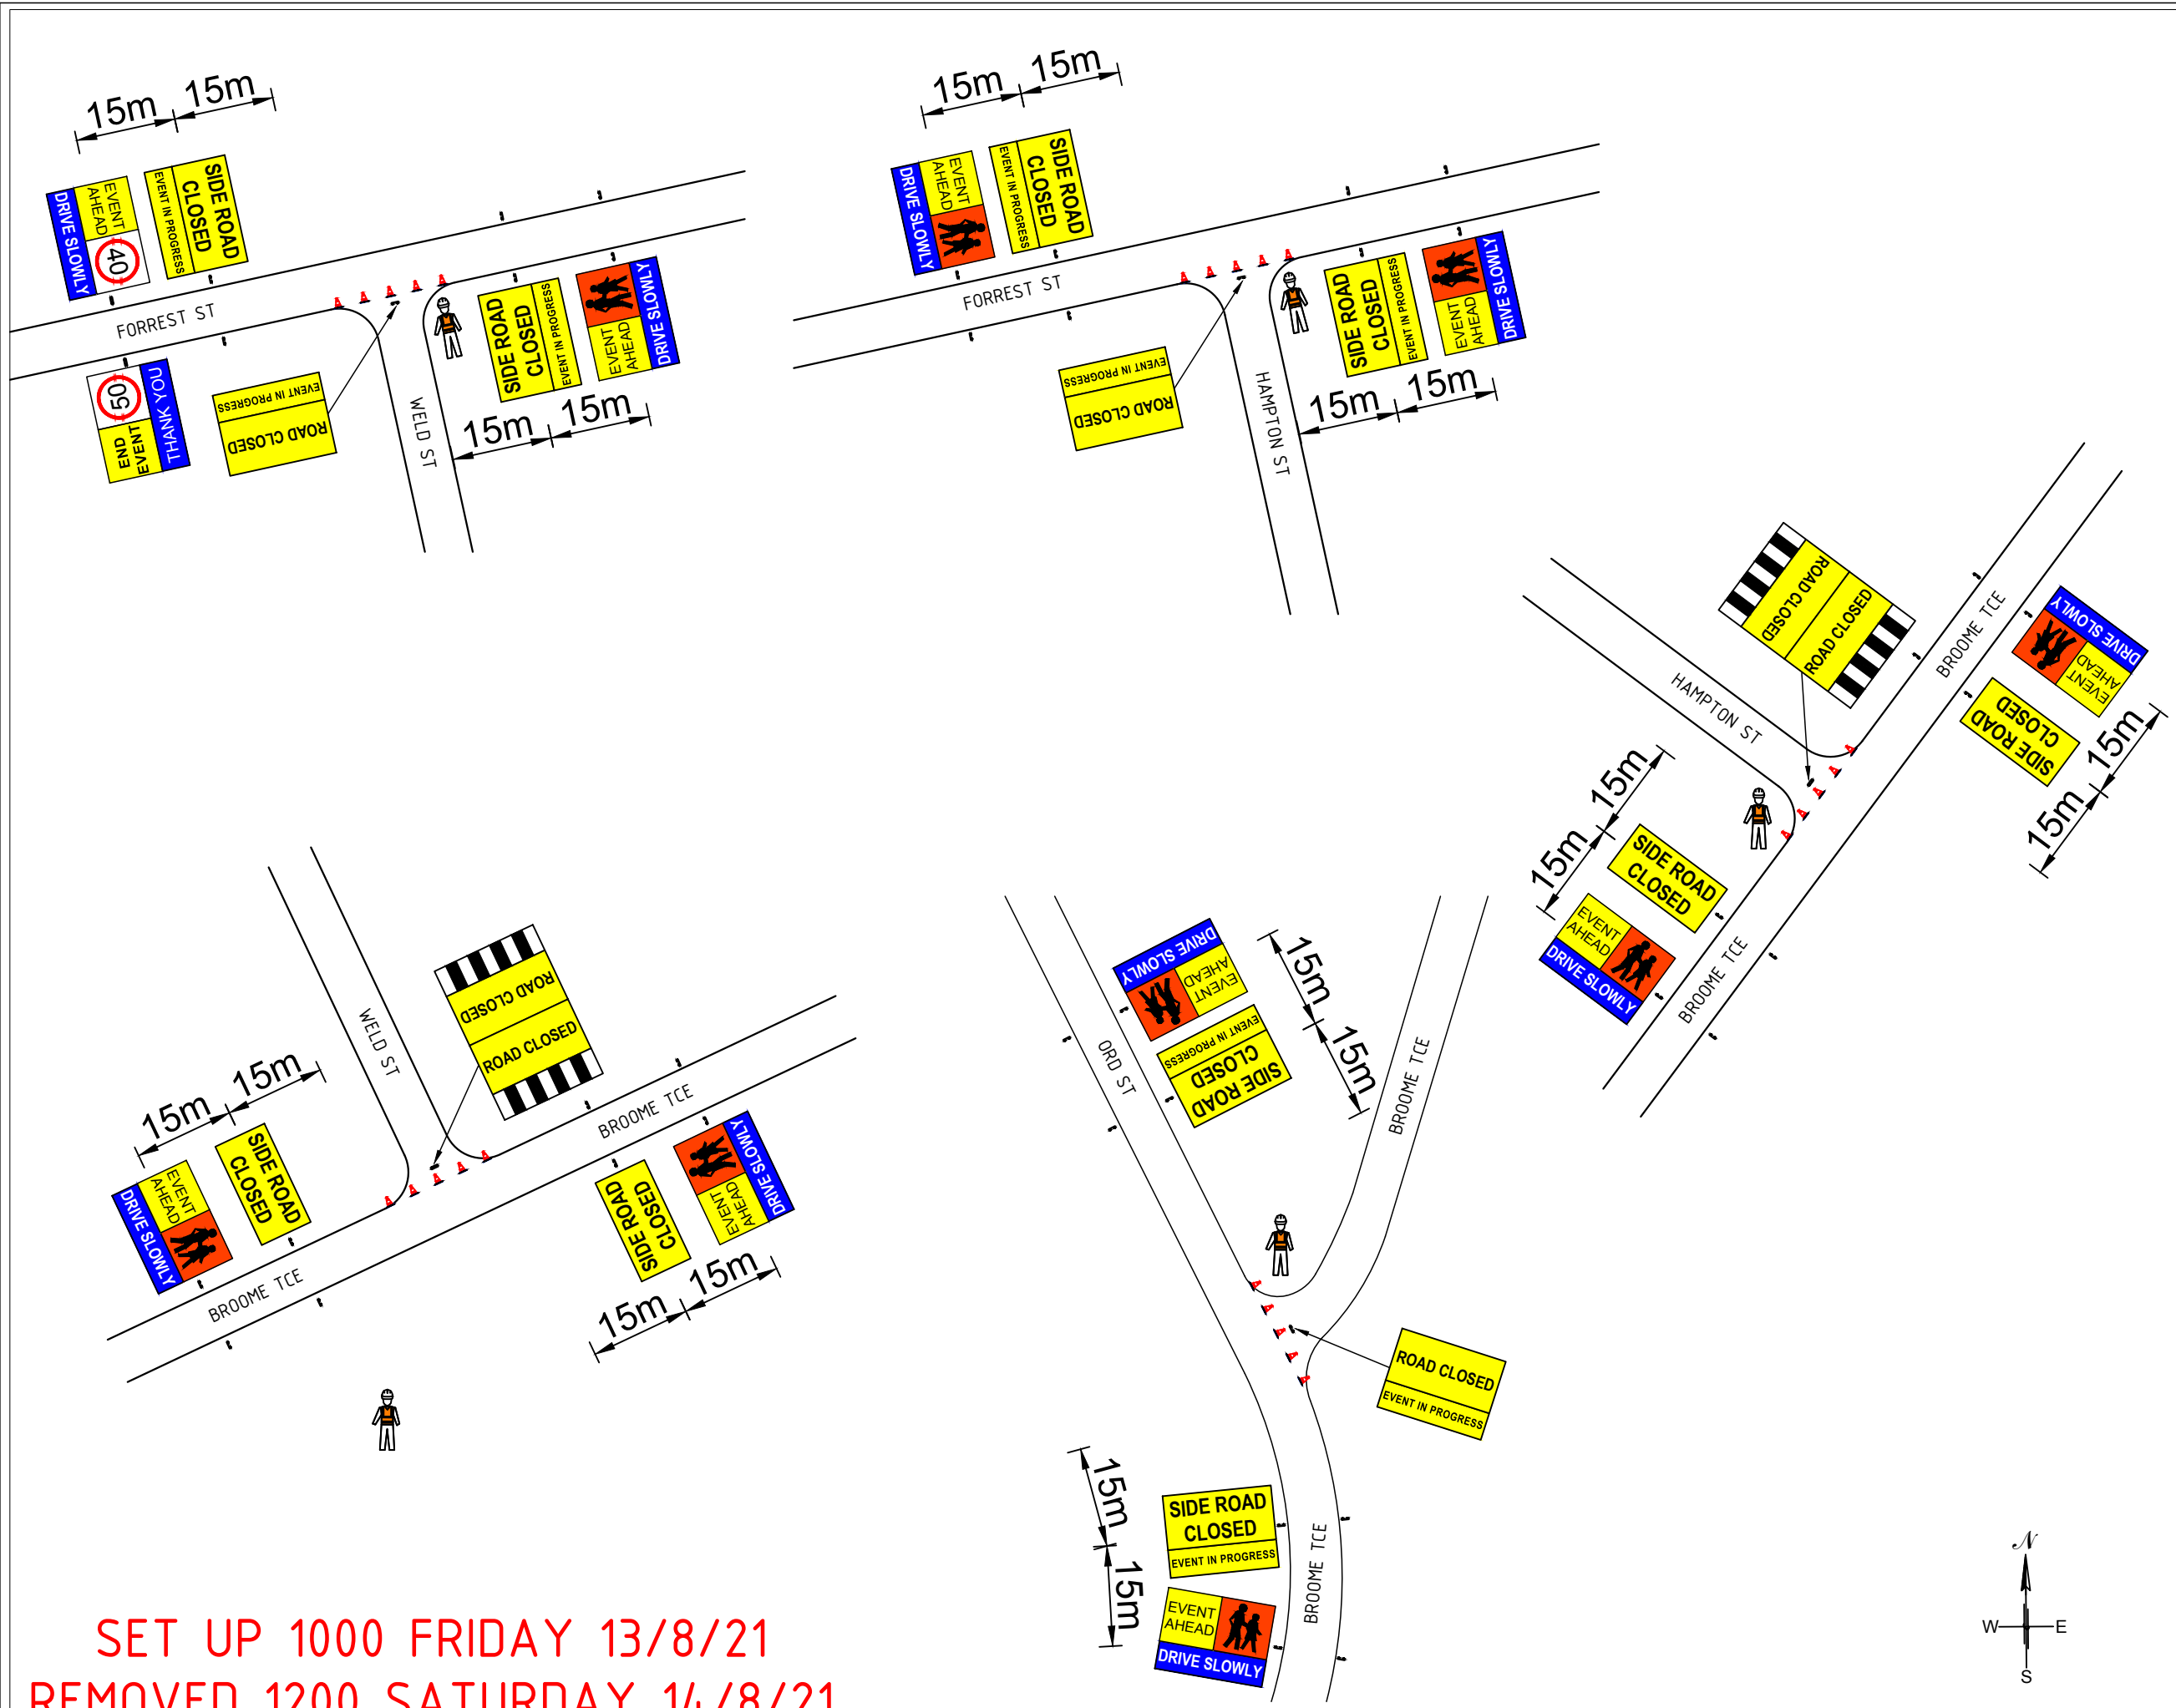 15m 15m
DRIVE SLOWLY
EVENT
AHEAD
40
SIDE ROAD
CLOSED
EVENT IN PROGRESS
FORREST ST
50
END
EVENT
THANK YOU
EVENT IN PROGRESS
ROAD CLOSED
WELD ST
SIDE ROAD
CLOSED
EVENT IN PROGRESS
EVENT
AHEAD
DRIVE SLOWLY
15m 15m
15m 15m
DRIVE SLOWLY
EVENT
AHEAD
SIDE ROAD
CLOSED
EVENT IN PROGRESS
FORREST ST
ROAD CLOSED
EVENT IN PROGRESS
HAMPTON ST
SIDE ROAD
CLOSED
EVENT IN PROGRESS
EVENT
AHEAD
DRIVE SLOWLY
15m 15m
ROAD CLOSED
ROAD CLOSED
BROOME TCE
DRIVE SLOWLY
EVENT
AHEAD
SIDE ROAD
CLOSED
15m 15m
HAMPTON ST
15m 15m
SIDE ROAD
CLOSED
EVENT
AHEAD
DRIVE SLOWLY
BROOME TCE
WELD ST
ROAD CLOSED
ROAD CLOSED
15m 15m
SIDE ROAD
CLOSED
EVENT
AHEAD
DRIVE SLOWLY
BROOME TCE
BROOME TCE
SIDE ROAD
CLOSED
EVENT
AHEAD
DRIVE SLOWLY
15m 15m
ORD ST
DRIVE SLOWLY
EVENT
AHEAD
SIDE ROAD
CLOSED
EVENT IN PROGRESS
15m 15m
BROOME TCE
ROAD CLOSED
EVENT IN PROGRESS
15m 15m
SIDE ROAD
CLOSED
EVENT IN PROGRESS
EVENT
AHEAD
DRIVE SLOWLY
BROOME TCE
N
W E
S
SET UP 1000 FRIDAY 13/8/21
REMOVED 1200 SATURDAY 14/8/21